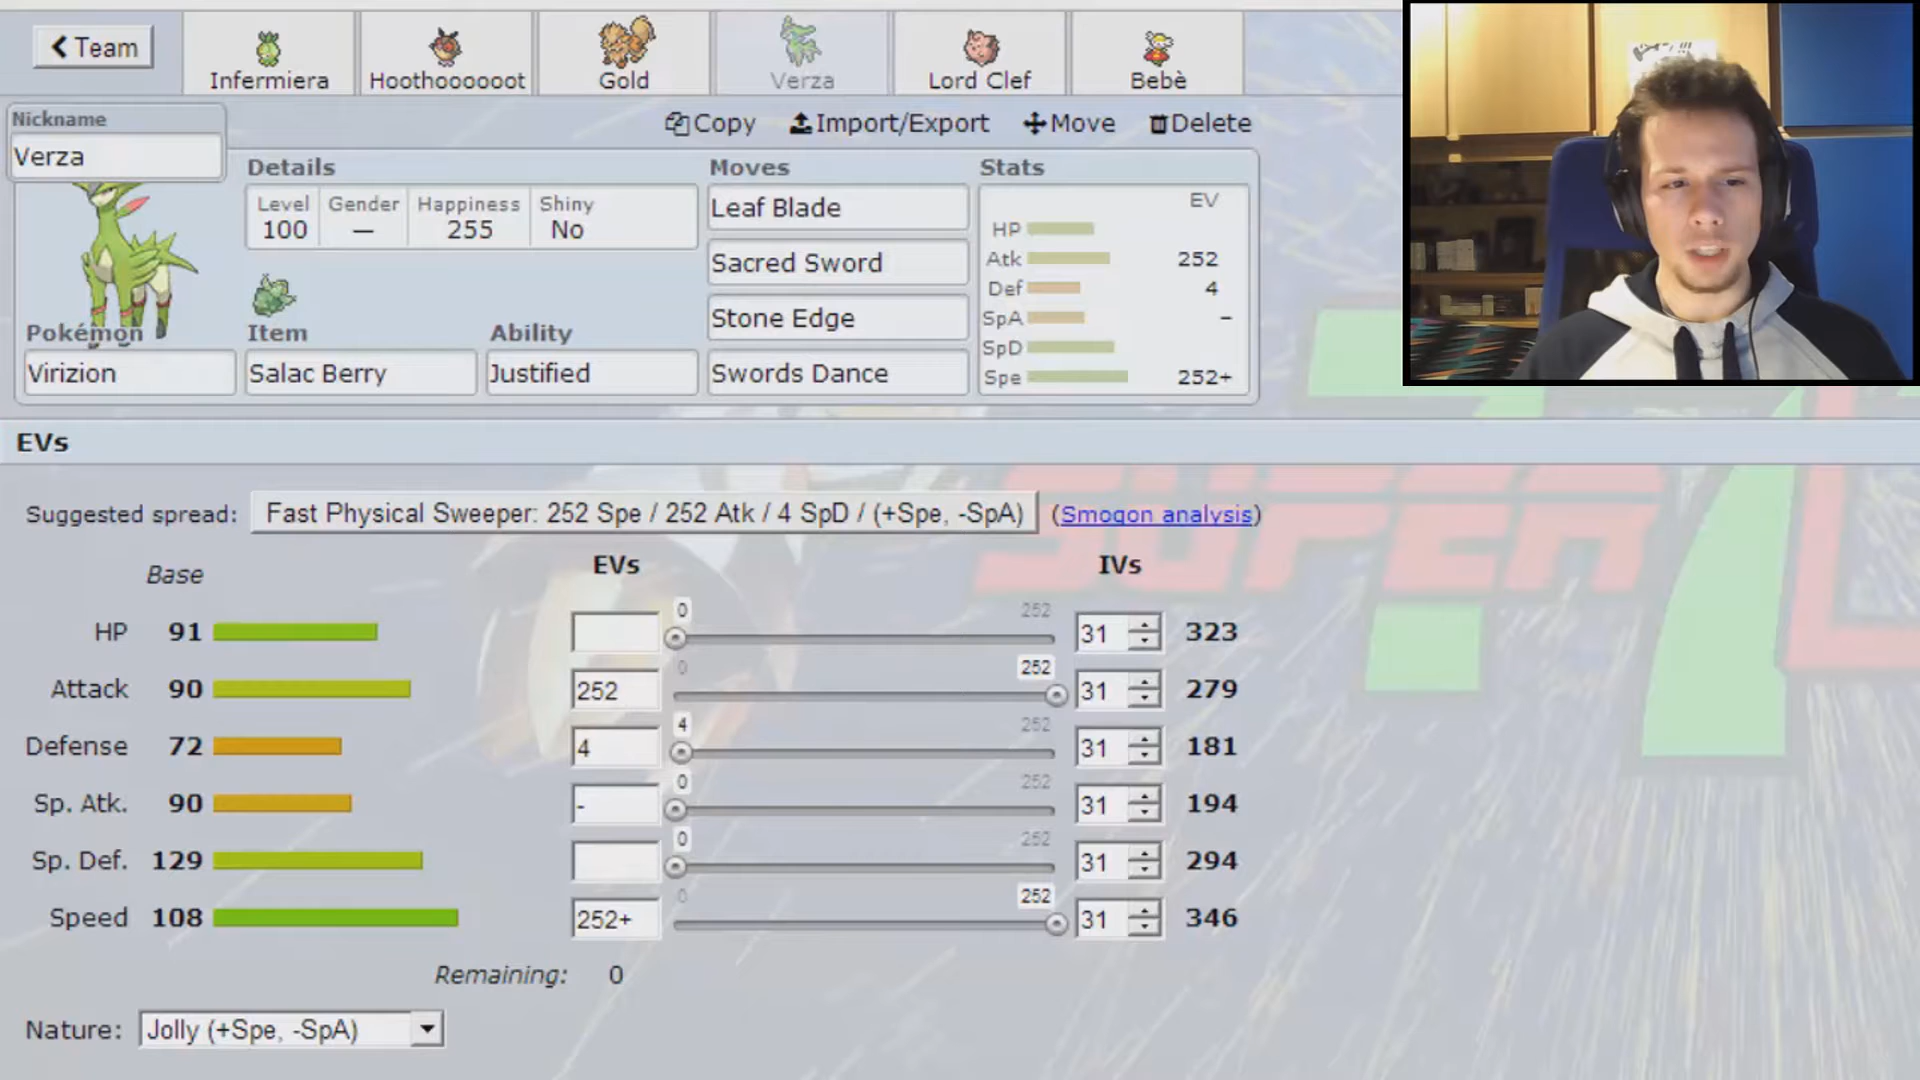 Team
Infermiera
Hoothoooooot
Gold
Verza
Lord Clef
Bebè
Nickname
Verza
Copy
Import/Export
Move
Delete
Details
Moves
Stats
Level
Gender
Happiness
Shiny
100
—
255
No
Leaf Blade
Sacred Sword
Stone Edge
Swords Dance
EV
HP
Atk 252
Def 4
SpA –
SpD
Spe 252+
Pokémon
Item
Ability
Virizion
Salac Berry
Justified
EVs
Suggested spread: Fast Physical Sweeper: 252 Spe / 252 Atk / 4 SpD / (+Spe, -SpA) (Smogon analysis)
Base
EVs
IVs
0 252
HP 91 31 323
0 252
Attack 90 252 31 279
4 252
Defense 72 4 31 181
0 252
Sp. Atk. 90 - 31 194
0 252
Sp. Def. 129 31 294
0 252
Speed 108 252+ 31 346
Remaining: 0
Nature: Jolly (+Spe, -SpA)
SUPER